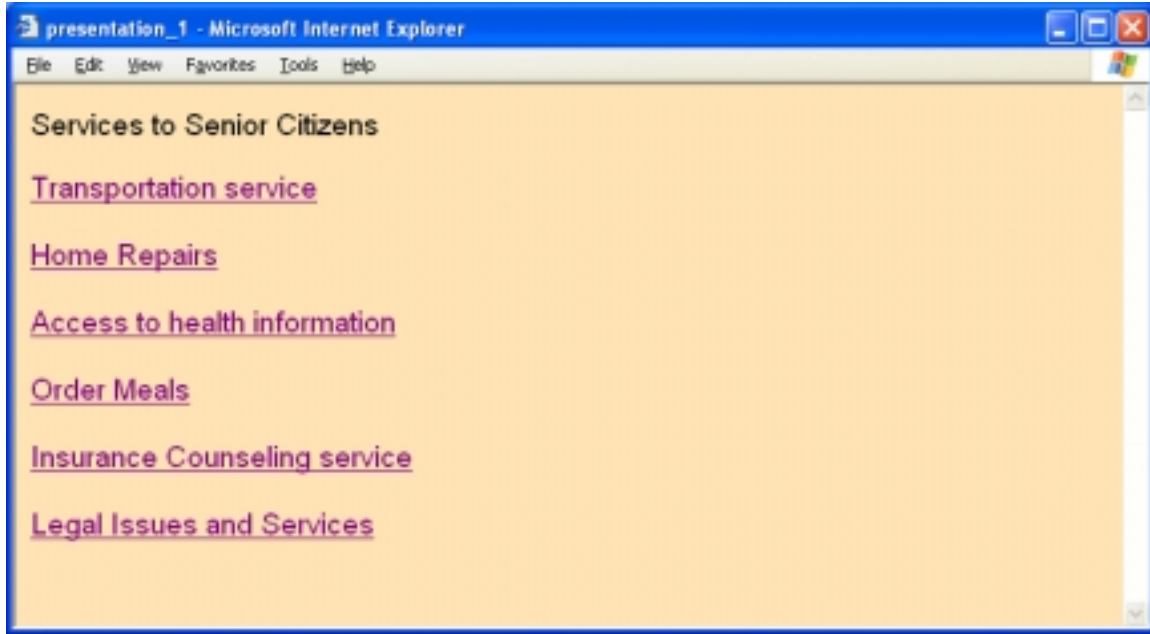 presentation_1 - Microsoft Internet Explorer
File Edit View Favorites Tools Help
Services to Senior Citizens
Transportation service
Home Repairs
Access to health information
Order Meals
Insurance Counseling service
Legal Issues and Services